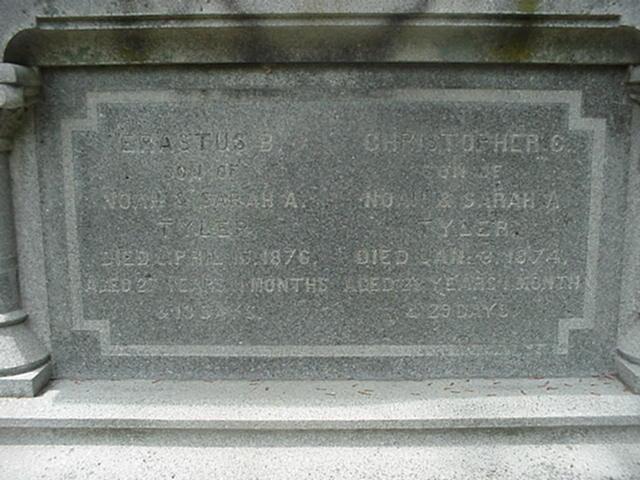 ERASTUS B.
SON OF
NOAH & SARAH A.
TYLER.
DIED APRIL 1876.
AGED YEARS MONTHS
& 13 DAYS.
CHRISTOPHER C.
SON OF
NOAH & SARAH A.
TYLER.
DIED JAN. 1874.
AGED YEARS 1 MONTH
& 29 DAYS